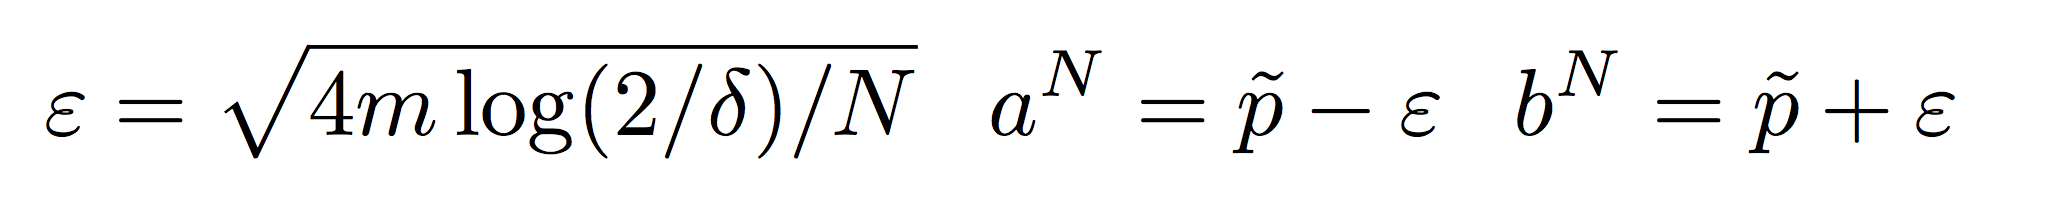 ε = √(4m log(2/δ)/N)   a^N = p̃ − ε   b^N = p̃ + ε